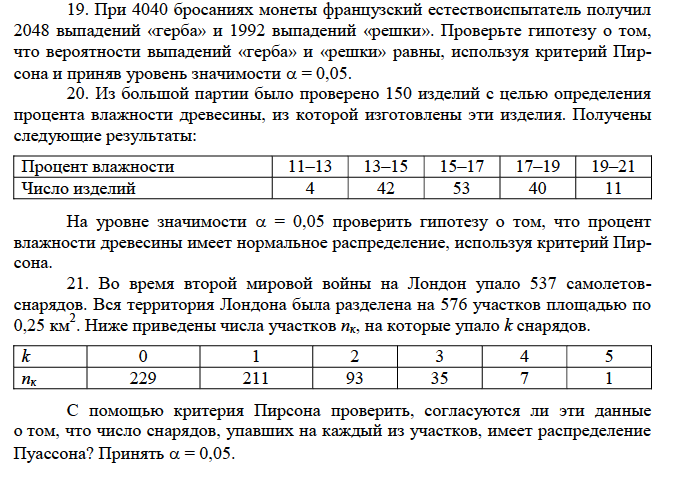 19. При 4040 бросаниях монеты французский естествоиспытатель получил
2048 выпадений «герба» и 1992 выпадений «решки». Проверьте гипотезу о том,
что вероятности выпадений «герба» и «решки» равны, используя критерий Пир-
сона и приняв уровень значимости α = 0,05.
20. Из большой партии было проверено 150 изделий с целью определения
процента влажности древесины, из которой изготовлены эти изделия. Получены
следующие результаты:
Процент влажности 11–13 13–15 15–17 17–19 19–21
Число изделий 4 42 53 40 11
На уровне значимости α = 0,05 проверить гипотезу о том, что процент
влажности древесины имеет нормальное распределение, используя критерий Пир-
сона.
21. Во время второй мировой войны на Лондон упало 537 самолетов-
снарядов. Вся территория Лондона была разделена на 576 участков площадью по
0,25 км². Ниже приведены числа участков nк, на которые упало k снарядов.
k 0 1 2 3 4 5
nк 229 211 93 35 7 1
С помощью критерия Пирсона проверить, согласуются ли эти данные
о том, что число снарядов, упавших на каждый из участков, имеет распределение
Пуассона? Принять α = 0,05.